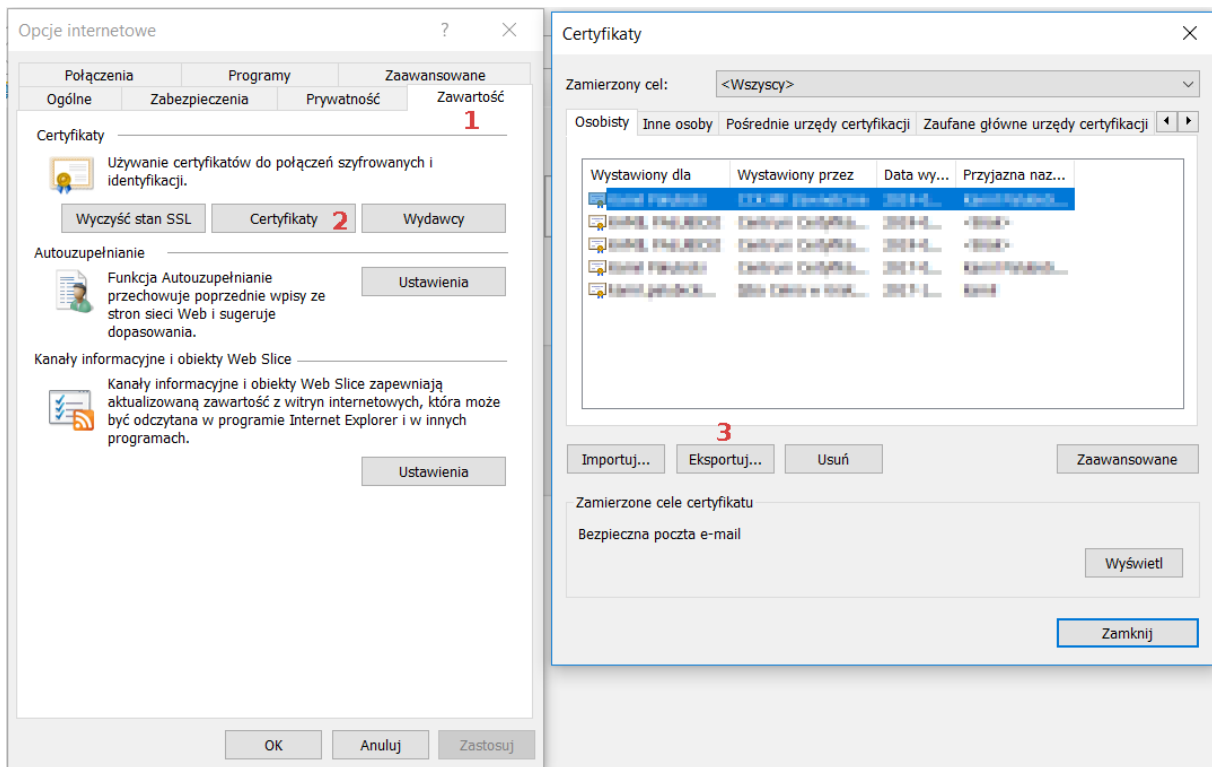 Opcje internetowe
Połączenia Programy Zaawansowane
Ogólne Zabezpieczenia Prywatność Zawartość
1
Certyfikaty
Używanie certyfikatów do połączeń szyfrowanych i
identyfikacji.
Wyczyść stan SSL Certyfikaty 2 Wydawcy
Autouzupełnianie
Funkcja Autouzupełnianie
przechowuje poprzednie wpisy ze
stron sieci Web i sugeruje
dopasowania.
Ustawienia
Kanały informacyjne i obiekty Web Slice
Kanały informacyjne i obiekty Web Slice zapewniają
aktualizowaną zawartość z witryn internetowych, która może
być odczytana w programie Internet Explorer i w innych
programach.
Ustawienia
OK Anuluj Zastosuj
Certyfikaty
Zamierzony cel: <Wszyscy>
Osobisty Inne osoby Pośrednie urzędy certyfikacji Zaufane główne urzędy certyfikacji
Wystawiony dla Wystawiony przez Data wy... Przyjazna naz...
3
Importuj... Eksportuj... Usuń Zaawansowane
Zamierzone cele certyfikatu
Bezpieczna poczta e-mail
Wyświetl
Zamknij